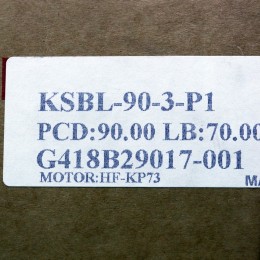 KSBL-90-3-P1
PCD:90.00 LB:70.00
G418B29017-001
MOTOR:HF-KP73